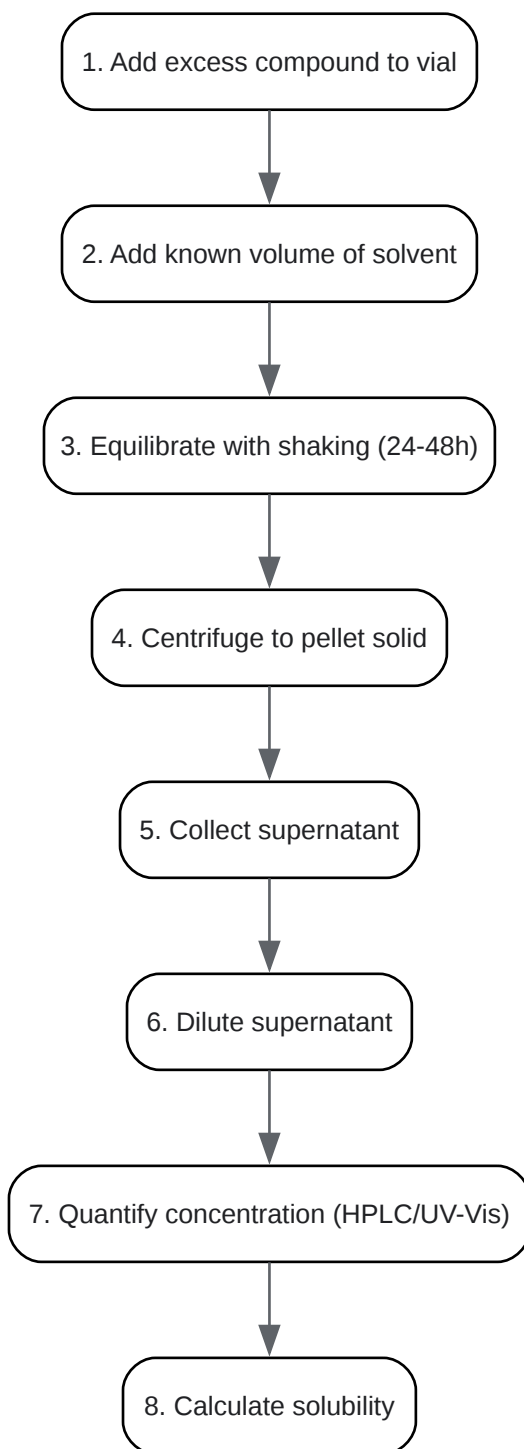 1. Add excess compound to vial
2. Add known volume of solvent
3. Equilibrate with shaking (24-48h)
4. Centrifuge to pellet solid
5. Collect supernatant
6. Dilute supernatant
7. Quantify concentration (HPLC/UV-Vis)
8. Calculate solubility